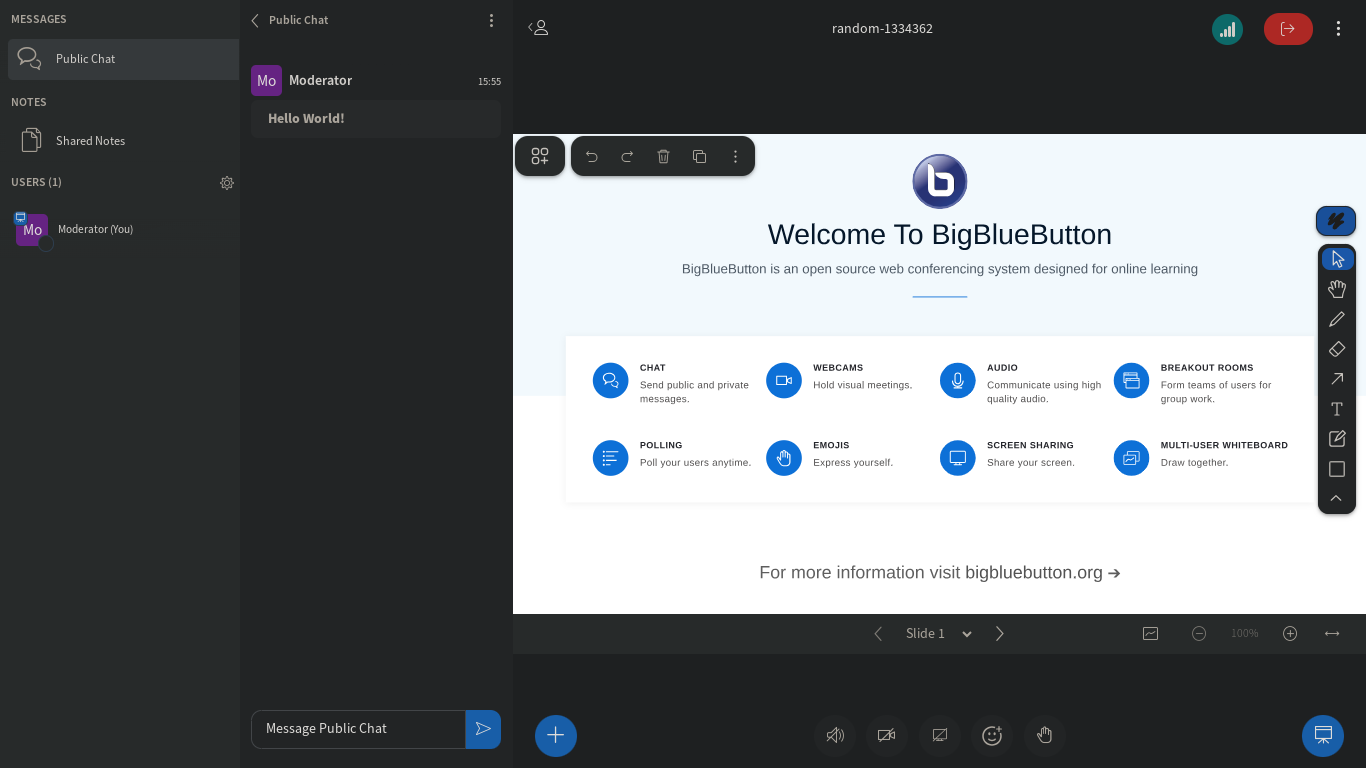 MESSAGES
Public Chat
NOTES
Shared Notes
USERS (1)
Mo
Moderator (You)
Public Chat
Mo
Moderator
15:55
Hello World!
Message Public Chat
random-1334362
Welcome To BigBlueButton
BigBlueButton is an open source web conferencing system designed for online learning
CHAT
Send public and private
messages.
WEBCAMS
Hold visual meetings.
AUDIO
Communicate using high
quality audio.
BREAKOUT ROOMS
Form teams of users for
group work.
POLLING
Poll your users anytime.
EMOJIS
Express yourself.
SCREEN SHARING
Share your screen.
MULTI-USER WHITEBOARD
Draw together.
For more information visit bigbluebutton.org →
Slide 1
100%